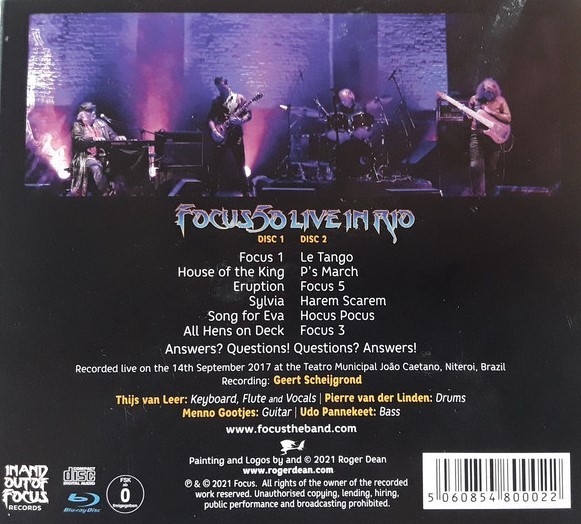 FOCUS 50 LIVE IN RIO
DISC 1 DISC 2
Focus 1 Le Tango
House of the King P's March
Eruption Focus 5
Sylvia Harem Scarem
Song for Eva Hocus Pocus
All Hens on Deck Focus 3
Answers? Questions! Questions? Answers!
Recorded live on the 14th September 2017 at the Teatro Municipal João Caetano, Niteroi, Brazil
Recording: Geert Scheijgrond
Thijs van Leer: Keyboard, Flute and Vocals | Pierre van der Linden: Drums
Menno Gootjes: Guitar | Udo Pannekeet: Bass
www.focustheband.com
Painting and Logos by and © 2021 Roger Dean
www.rogerdean.com
℗ & © 2021 Focus. All rights of the owner of the recorded
work reserved. Unauthorised copying, lending, hiring,
public performance and broadcasting prohibited.
IN AND
OUT OF
FOCUS
RECORDS
COMPACT
disc
DIGITAL AUDIO
Blu-ray Disc
FSK
ab
0
freigegeben
5 060854 800022